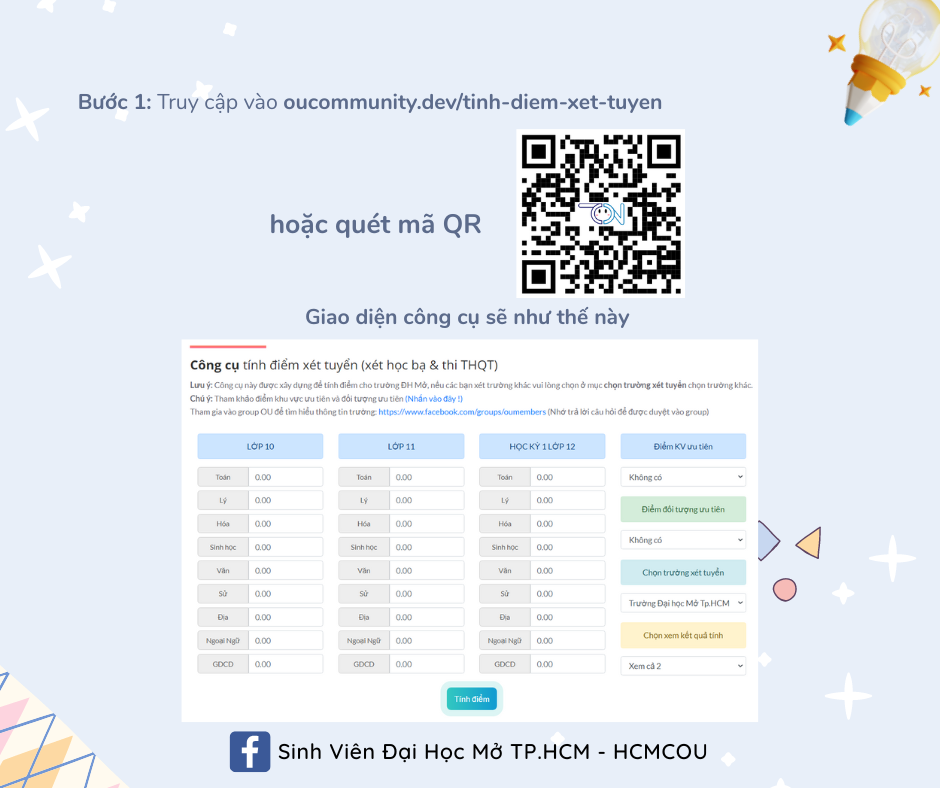 Bước 1: Truy cập vào oucommunity.dev/tinh-diem-xet-tuyen
hoặc quét mã QR
Giao diện công cụ sẽ như thế này
Công cụ tính điểm xét tuyển (xét học bạ & thi THQT)
Lưu ý: Công cụ này được xây dựng để tính điểm cho trường ĐH Mở, nếu các bạn xét trường khác vui lòng chọn ở mục chọn trường xét tuyển chọn trường khác.
Chú ý: Tham khảo điểm khu vực ưu tiên và đối tượng ưu tiên (Nhấn vào đây !)
Tham gia vào group OU để tìm hiểu thông tin trường: https://www.facebook.com/groups/oumembers (Nhớ trả lời câu hỏi để được duyệt vào group)
LỚP 10 LỚP 11 HỌC KỲ 1 LỚP 12 Điểm KV ưu tiên
Toán 0.00 Toán 0.00 Toán 0.00 Không có
Lý 0.00 Lý 0.00 Lý 0.00
Điểm đối tượng ưu tiên
Hóa 0.00 Hóa 0.00 Hóa 0.00
Sinh học 0.00 Sinh học 0.00 Sinh học 0.00 Không có
Văn 0.00 Văn 0.00 Văn 0.00 Chọn trường xét tuyển
Sử 0.00 Sử 0.00 Sử 0.00
Trường Đại học Mở Tp.HCM
Địa 0.00 Địa 0.00 Địa 0.00
Ngoại Ngữ 0.00 Ngoại Ngữ 0.00 Ngoại Ngữ 0.00 Chọn xem kết quả tính
GDCD 0.00 GDCD 0.00 GDCD 0.00 Xem cả 2
Tính điểm
Sinh Viên Đại Học Mở TP.HCM - HCMCOU